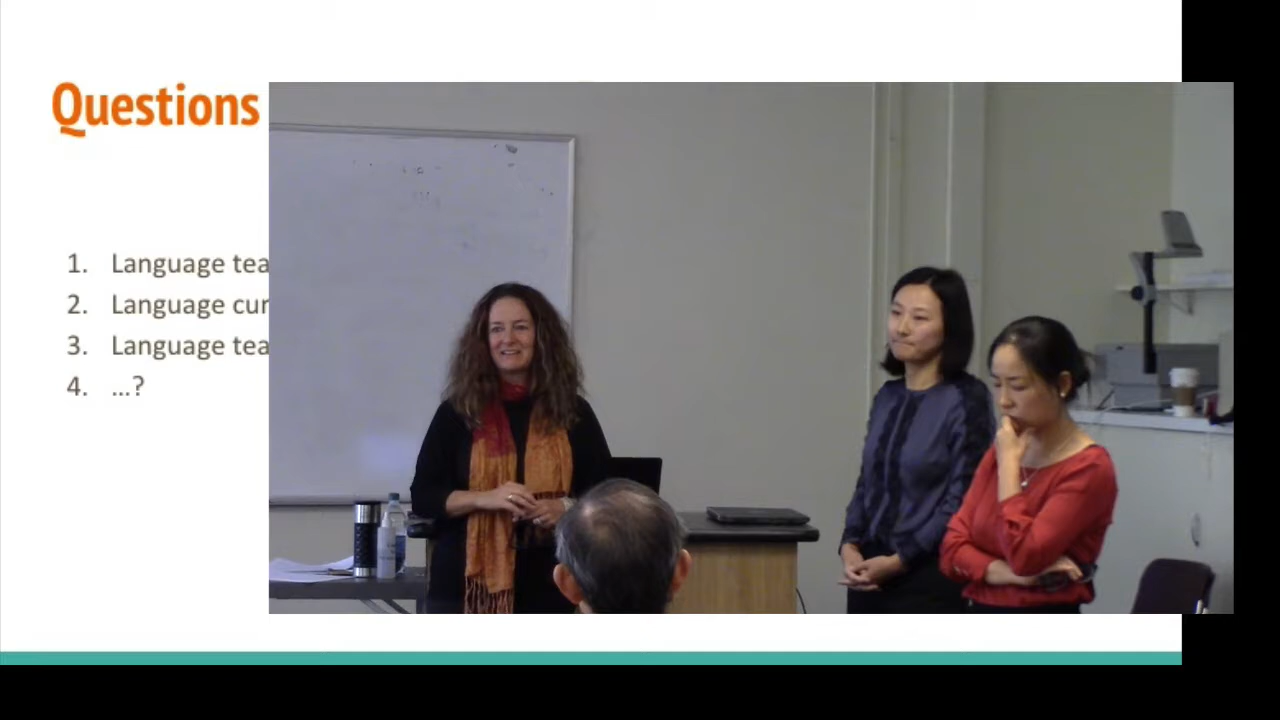 Questions
1. Language tea
2. Language cur
3. Language tea
4. ...?